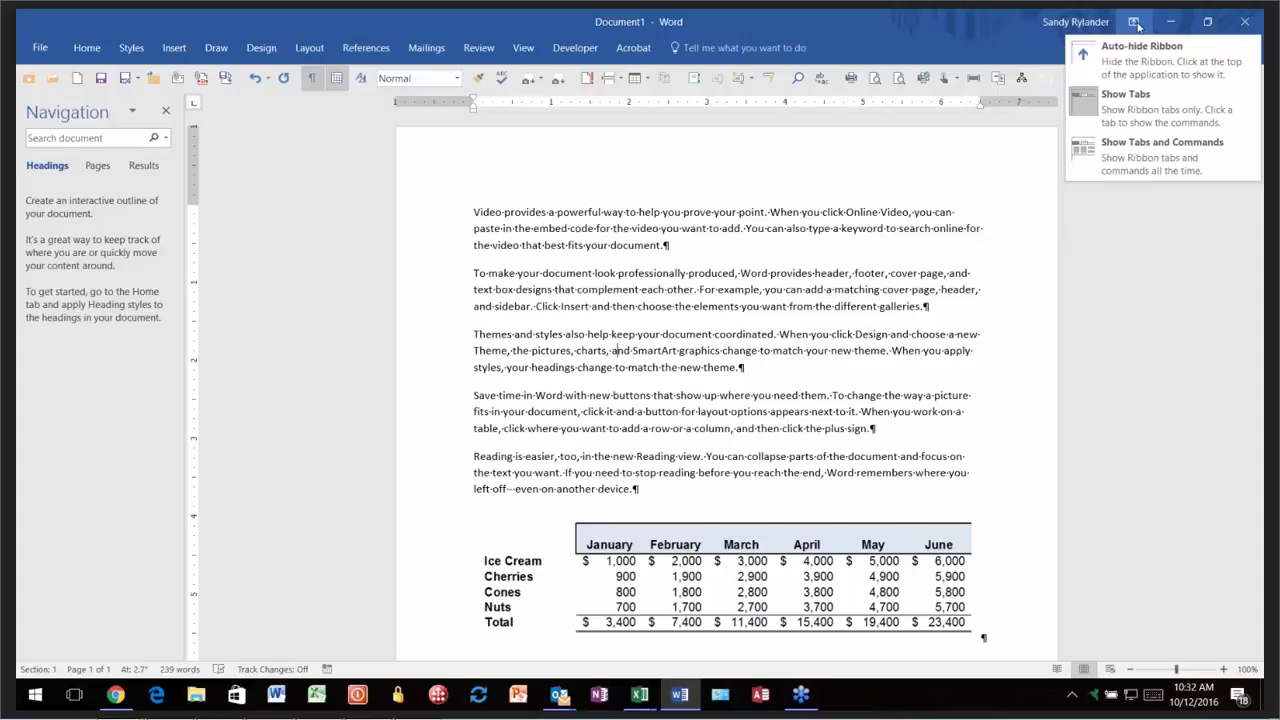 Document1 - Word
Sandy Rylander
File Home Styles Insert Draw Design Layout References Mailings Review View Developer Acrobat Tell me what you want to do
Auto-hide Ribbon
Hide the Ribbon. Click at the top
of the application to show it.
Show Tabs
Show Ribbon tabs only. Click a
tab to show the commands.
Show Tabs and Commands
Show Ribbon tabs and
commands all the time.
Normal
Navigation
Search document
Headings Pages Results
Create an interactive outline of
your document.
It's a great way to keep track of
where you are or quickly move
your content around.
To get started, go to the Home
tab and apply Heading styles to
the headings in your document.
1 1 2 3 4 5 6 7
1
1
2
3
4
5
Video·provides·a·powerful·way·to·help·you·prove·your·point.·When·you·click·Online·Video,·you·can·
paste·in·the·embed·code·for·the·video·you·want·to·add.·You·can·also·type·a·keyword·to·search·online·for·
the·video·that·best·fits·your·document.¶
To·make·your·document·look·professionally·produced,·Word·provides·header,·footer,·cover·page,·and·
text·box·designs·that·complement·each·other.·For·example,·you·can·add·a·matching·cover·page,·header,·
and·sidebar.·Click·Insert·and·then·choose·the·elements·you·want·from·the·different·galleries.¶
Themes·and·styles·also·help·keep·your·document·coordinated.·When·you·click·Design·and·choose·a·new·
Theme,·the·pictures,·charts,·and·SmartArt·graphics·change·to·match·your·new·theme.·When·you·apply·
styles,·your·headings·change·to·match·the·new·theme.¶
Save·time·in·Word·with·new·buttons·that·show·up·where·you·need·them.·To·change·the·way·a·picture·
fits·in·your·document,·click·it·and·a·button·for·layout·options·appears·next·to·it.·When·you·work·on·a·
table,·click·where·you·want·to·add·a·row·or·a·column,·and·then·click·the·plus·sign.¶
Reading·is·easier,·too,·in·the·new·Reading·view.·You·can·collapse·parts·of·the·document·and·focus·on·
the·text·you·want.·If·you·need·to·stop·reading·before·you·reach·the·end,·Word·remembers·where·you·
left·off·-·even·on·another·device.¶
January February March April May June
Ice Cream $ 1,000 $ 2,000 $ 3,000 $ 4,000 $ 5,000 $ 6,000
Cherries 900 1,900 2,900 3,900 4,900 5,900
Cones 800 1,800 2,800 3,800 4,800 5,800
Nuts 700 1,700 2,700 3,700 4,700 5,700
Total $ 3,400 $ 7,400 $ 11,400 $ 15,400 $ 19,400 $ 23,400
¶
Section: 1 Page 1 of 1 At: 2.7" 239 words Track Changes: Off 100%
10:32 AM
10/12/2016
18